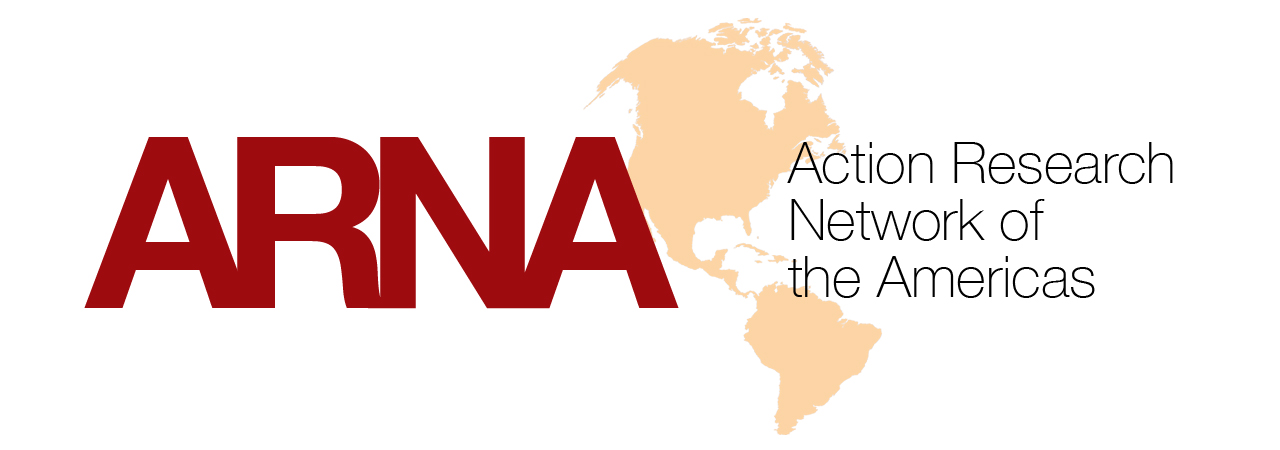 ARNA
Action Research
Network of
the Americas